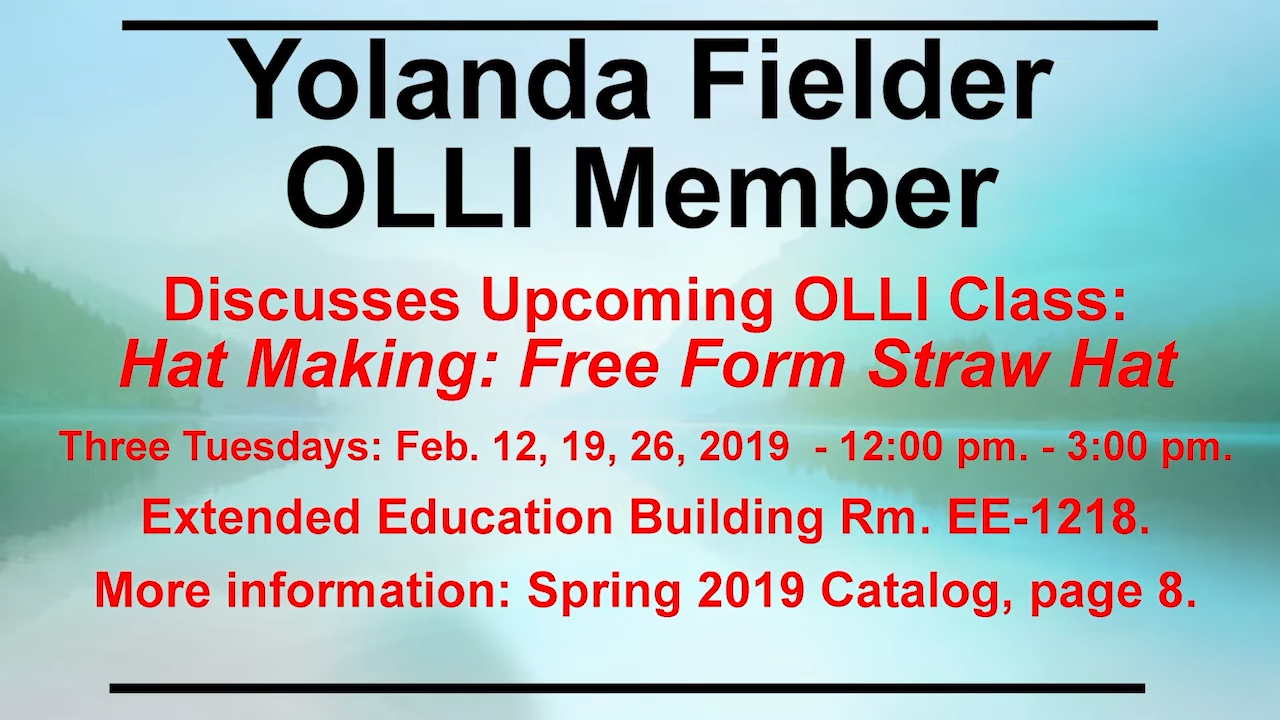 Yolanda Fielder
OLLI Member
Discusses Upcoming OLLI Class:
Hat Making: Free Form Straw Hat
Three Tuesdays: Feb. 12, 19, 26, 2019  - 12:00 pm. - 3:00 pm.
Extended Education Building Rm. EE-1218.
More information: Spring 2019 Catalog, page 8.